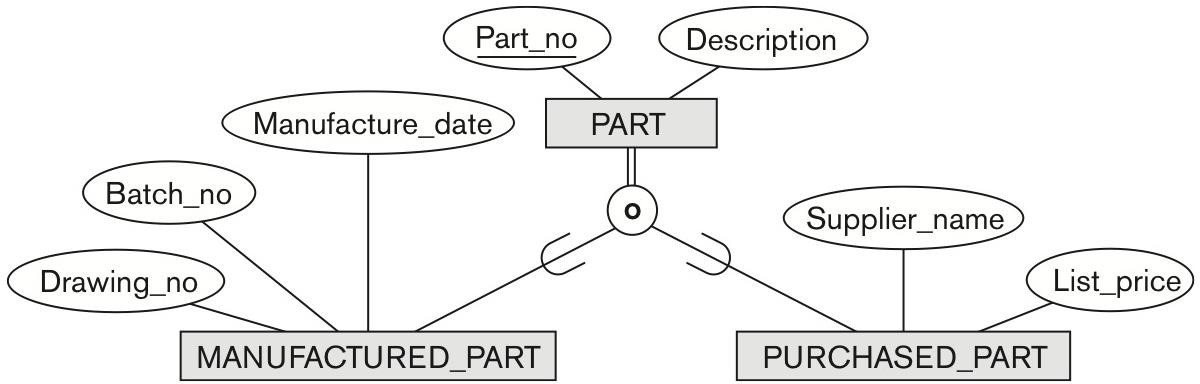 Part_no
Description
Manufacture_date
PART
Batch_no
o
Supplier_name
Drawing_no
List_price
MANUFACTURED_PART
PURCHASED_PART